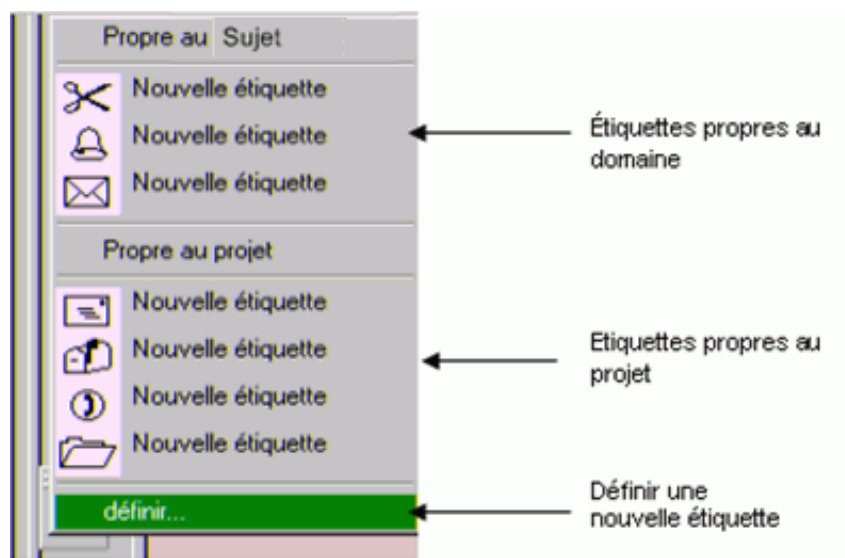 Propre au Sujet
Nouvelle étiquette
Nouvelle étiquette
Nouvelle étiquette
Étiquettes propres au
domaine
Propre au projet
Nouvelle étiquette
Nouvelle étiquette
Nouvelle étiquette
Nouvelle étiquette
Etiquettes propres au
projet
définir...
Définir une
nouvelle étiquette